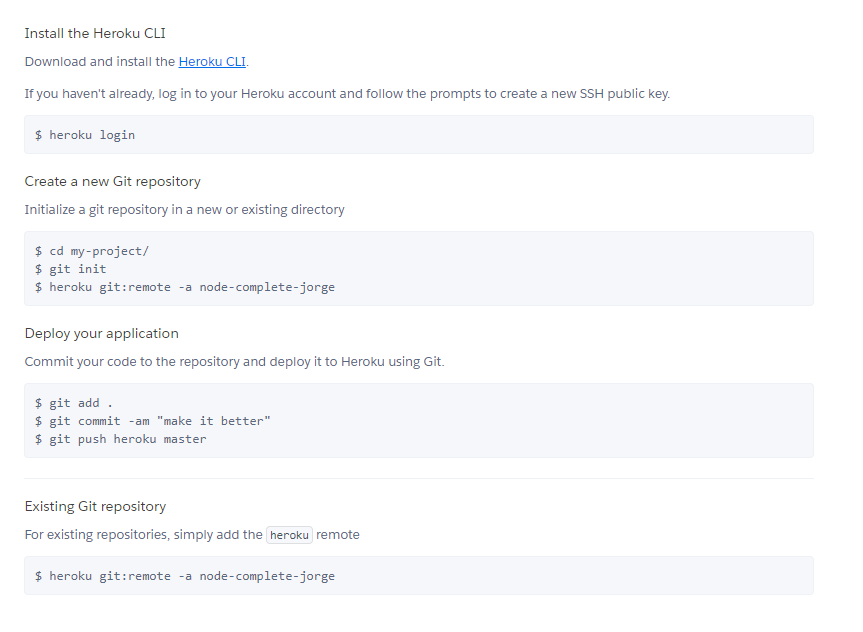 Install the Heroku CLI
Download and install the Heroku CLI.
If you haven't already, log in to your Heroku account and follow the prompts to create a new SSH public key.
$ heroku login
Create a new Git repository
Initialize a git repository in a new or existing directory
$ cd my-project/
$ git init
$ heroku git:remote -a node-complete-jorge
Deploy your application
Commit your code to the repository and deploy it to Heroku using Git.
$ git add .
$ git commit -am "make it better"
$ git push heroku master
Existing Git repository
For existing repositories, simply add the heroku remote
$ heroku git:remote -a node-complete-jorge